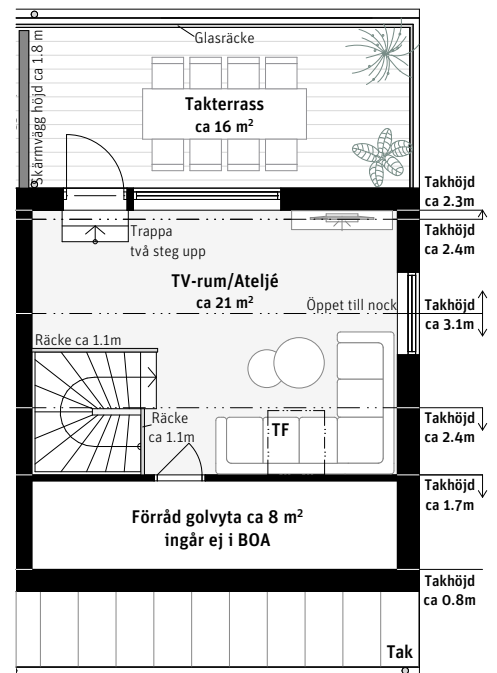 Glasräcke
Skärmvägg höjd ca 1.8 m
Takterrass
ca 16 m²
Takhöjd
ca 2.3m
Trappa
två steg upp
Takhöjd
ca 2.4m
TV-rum/Ateljé
ca 21 m²
Öppet till nock
Takhöjd
ca 3.1m
Räcke ca 1.1m
Räcke
ca 1.1m
TF
Takhöjd
ca 2.4m
Takhöjd
ca 1.7m
Förråd golvyta ca 8 m²
ingår ej i BOA
Takhöjd
ca 0.8m
Tak